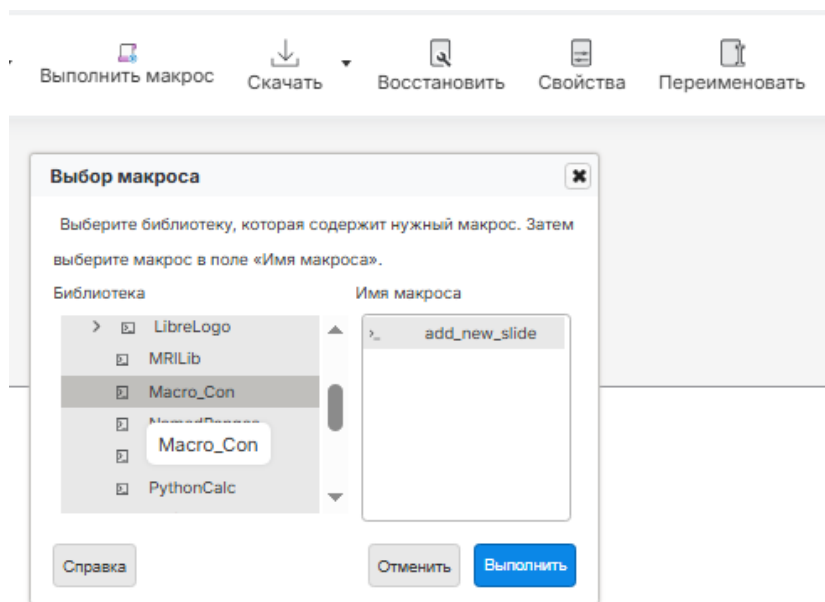 Выполнить макрос
Скачать
Восстановить
Свойства
Переименовать
Выбор макроса
Выберите библиотеку, которая содержит нужный макрос. Затем
выберите макрос в поле «Имя макроса».
Библиотека
Имя макроса
LibreLogo
add_new_slide
MRILib
Macro_Con
Macro_Con
PythonCalc
Справка
Отменить
Выполнить